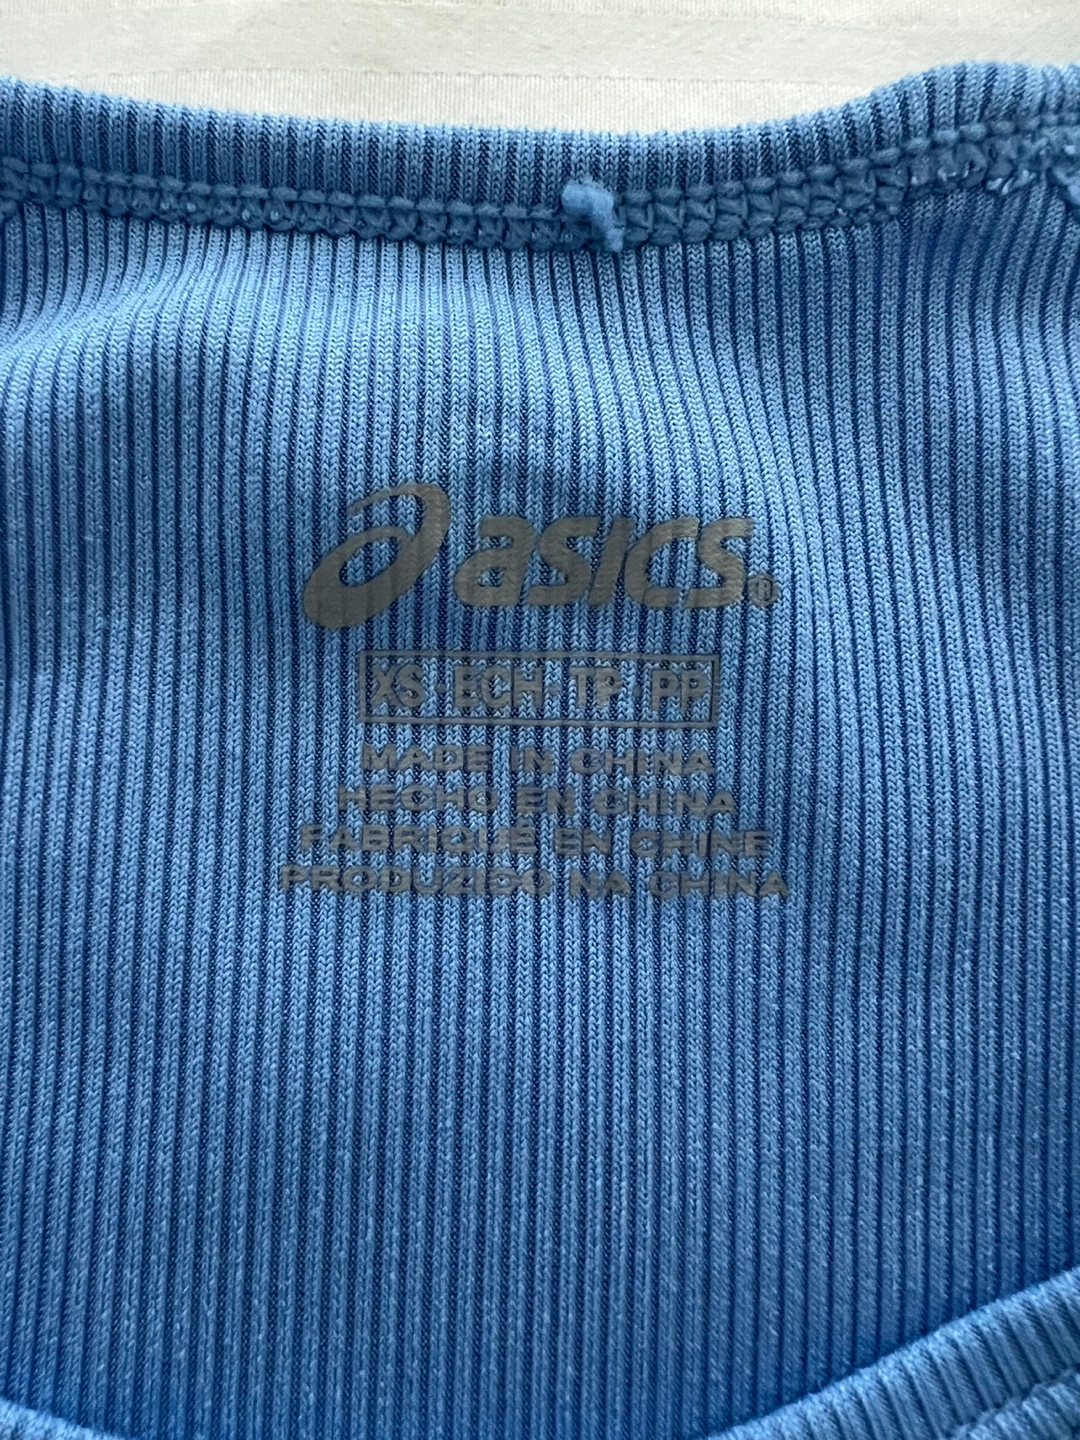 asics®
XS·ECH·TP·PP
MADE IN CHINA
HECHO EN CHINA
FABRIQUÉ EN CHINE
PRODUZIDO NA CHINA